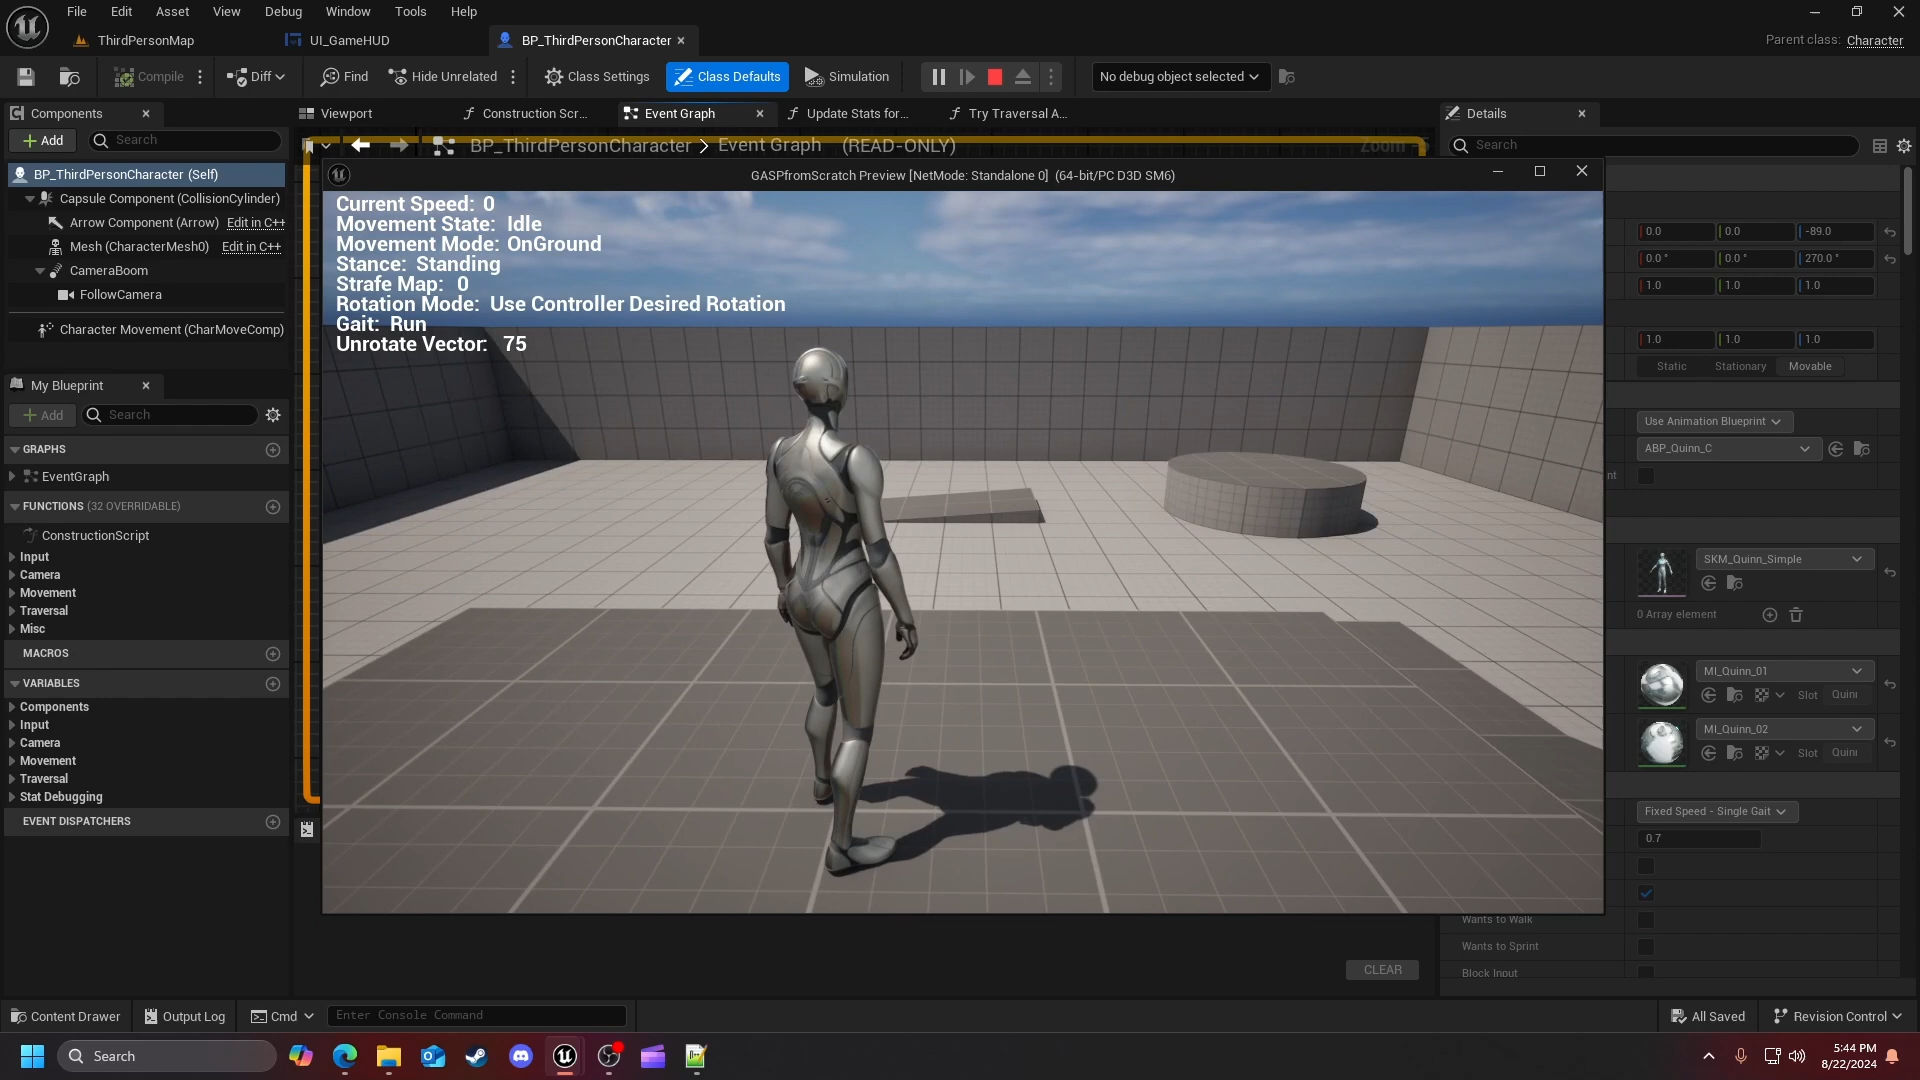 File Edit Asset View Debug Window Tools Help
ThirdPersonMap UI_GameHUD BP_ThirdPersonCharacter
Parent class: Character
Compile Diff Find Hide Unrelated Class Settings Class Defaults Simulation No debug object selected
Components Viewport Construction Scr... Event Graph Update Stats for... Try Traversal A... Details
Add Search BP_ThirdPersonCharacter > Event Graph (READ-ONLY) Zoom Search
BP_ThirdPersonCharacter (Self)
Capsule Component (CollisionCylinder)
Arrow Component (Arrow) Edit in C++
Mesh (CharacterMesh0) Edit in C++
CameraBoom
FollowCamera
Character Movement (CharMoveComp)
My Blueprint
Add Search
GRAPHS
EventGraph
FUNCTIONS (32 OVERRIDABLE)
ConstructionScript
Input
Camera
Movement
Traversal
Misc
MACROS
VARIABLES
Components
Input
Camera
Movement
Traversal
Stat Debugging
EVENT DISPATCHERS
GASPfromScratch Preview [NetMode: Standalone 0] (64-bit/PC D3D SM6)
Current Speed: 0
Movement State: Idle
Movement Mode: OnGround
Stance: Standing
Strafe Map: 0
Rotation Mode: Use Controller Desired Rotation
Gait: Run
Unrotate Vector: 75
0.0 0.0 -89.0
0.0 ° 0.0 ° 270.0 °
1.0 1.0 1.0
1.0 1.0 1.0
Static Stationary Movable
Use Animation Blueprint
ABP_Quinn_C
nt
SKM_Quinn_Simple
0 Array element
MI_Quinn_01
Slot Quini
MI_Quinn_02
Slot Quini
Fixed Speed - Single Gait
0.7
Wants to Walk
Wants to Sprint
Block Input
CLEAR
Content Drawer Output Log Cmd Enter Console Command All Saved Revision Control
Search
5:44 PM
8/22/2024